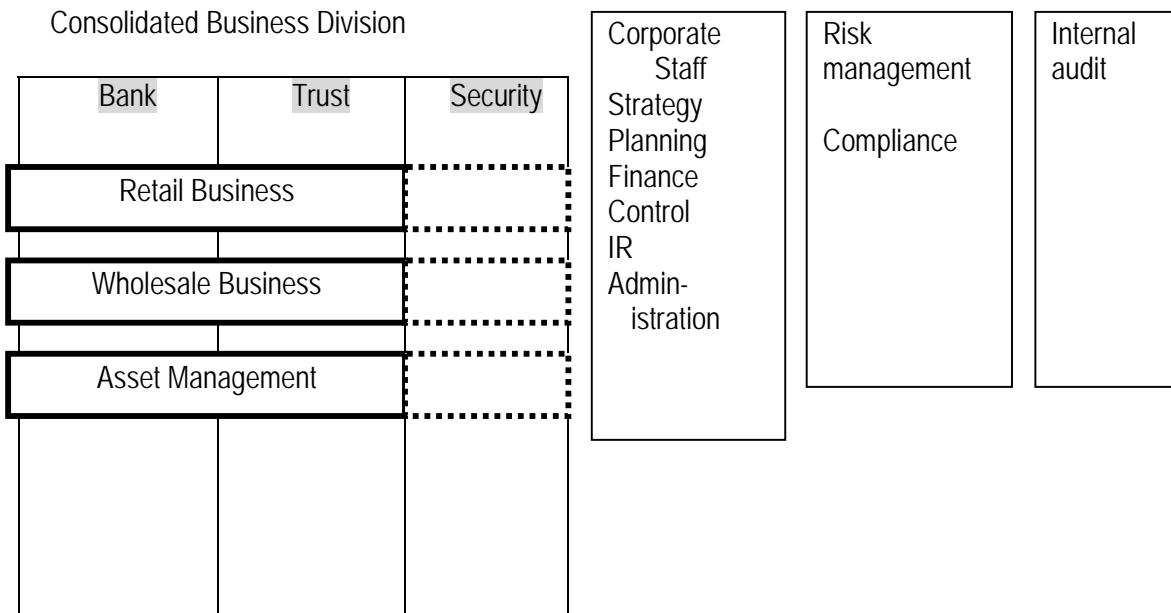 Consolidated Business Division
Bank Trust Security
Retail Business
Wholesale Business
Asset Management
Corporate
Staff
Strategy
Planning
Finance
Control
IR
Admin-
istration
Risk
management
Compliance
Internal
audit